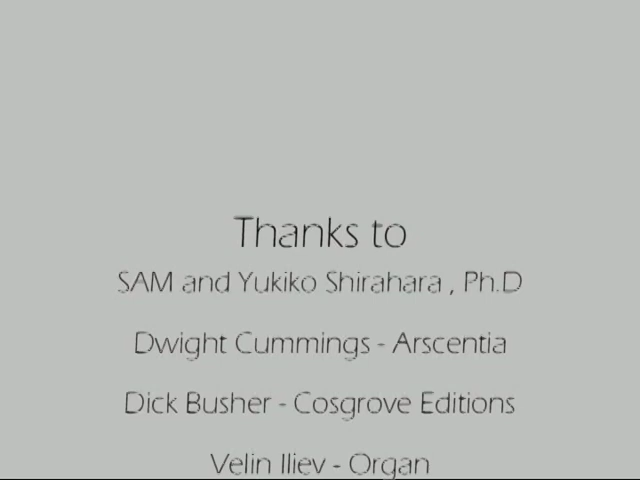 Thanks to
SAM and Yukiko Shirahara , Ph.D
Dwight Cummings - Arscentia
Dick Busher - Cosgrove Editions
Velin Iliev - Organ